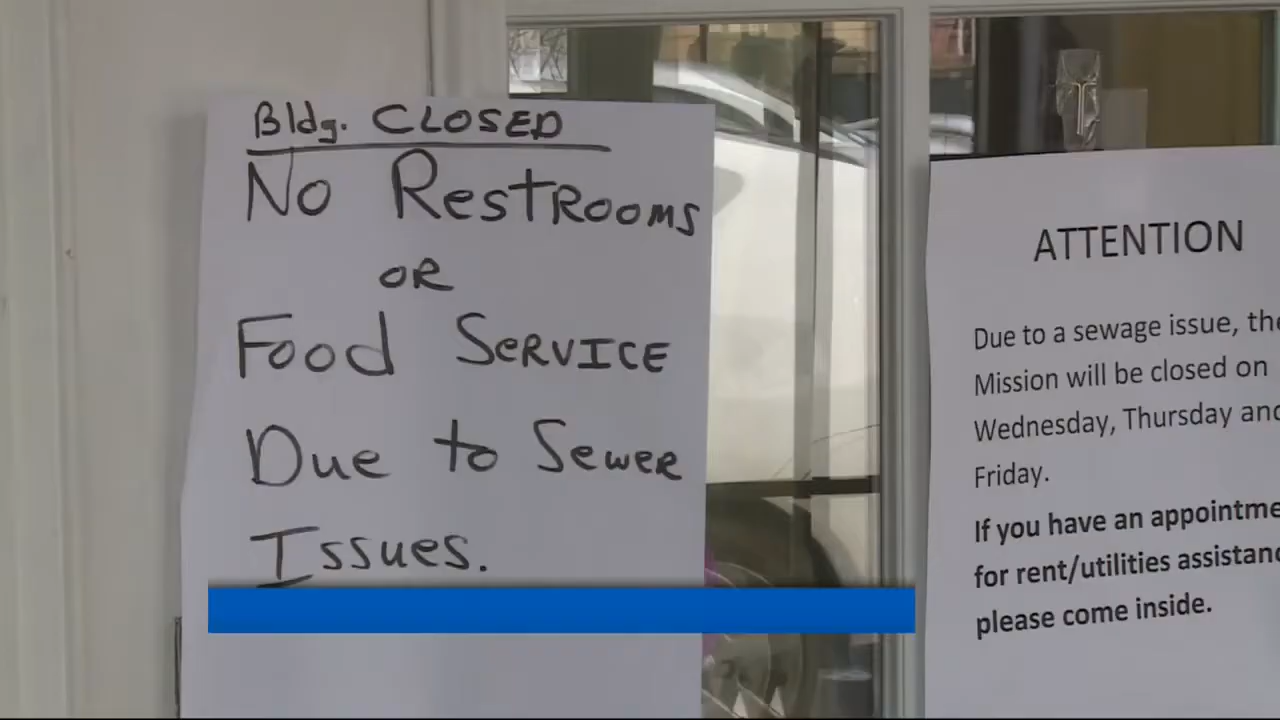 Bldg. CLOSED
No RestROOMS
OR
Food SeRVICE
Due to Sewer
Issues.
ATTENTION
Due to a sewage issue, the
Mission will be closed on
Wednesday, Thursday and
Friday.
If you have an appointme
for rent/utilities assistanc
please come inside.